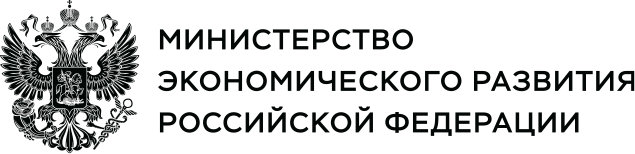 МИНИСТЕРСТВО
ЭКОНОМИЧЕСКОГО РАЗВИТИЯ
РОССИЙСКОЙ ФЕДЕРАЦИИ